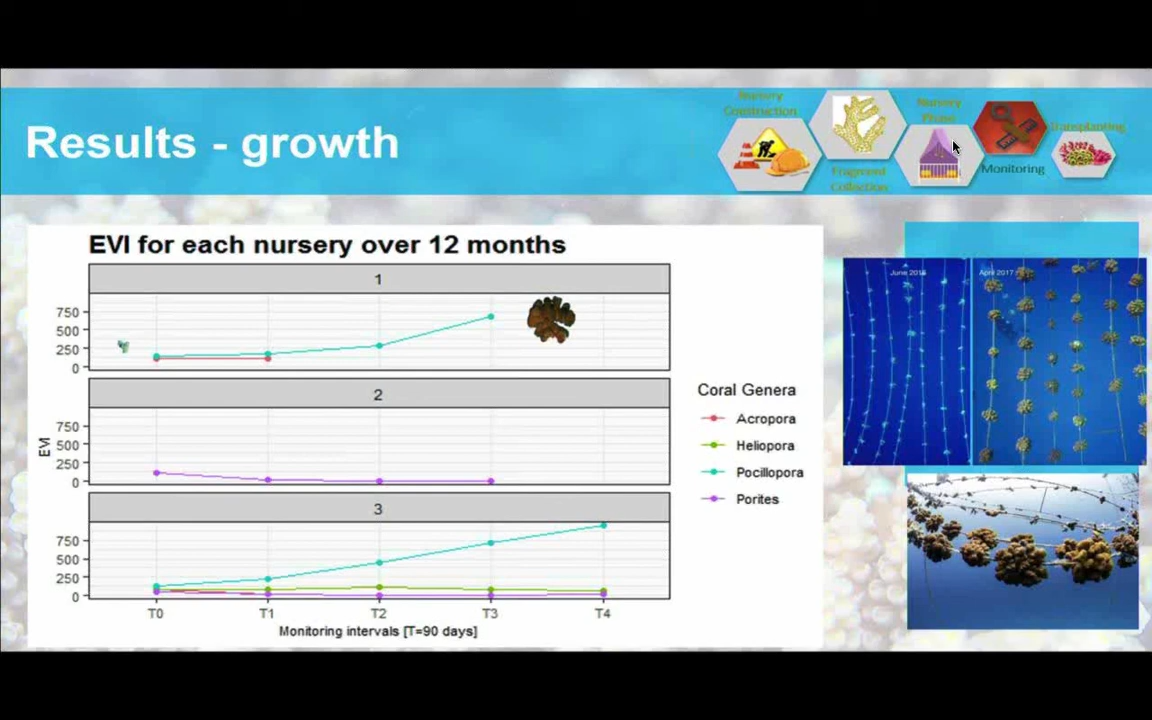 Results - growth
Nursery
Construction
Fragment
Collection
Nursery
Phase
Monitoring
Transplanting
EVI for each nursery over 12 months
1
750
500
250
0
2
750
500
250
0
3
750
500
250
0
EVI
T0 T1 T2 T3 T4
Monitoring intervals [T=90 days]
Coral Genera
Acropora
Heliopora
Pocillopora
Porites
June 2016
April 2017